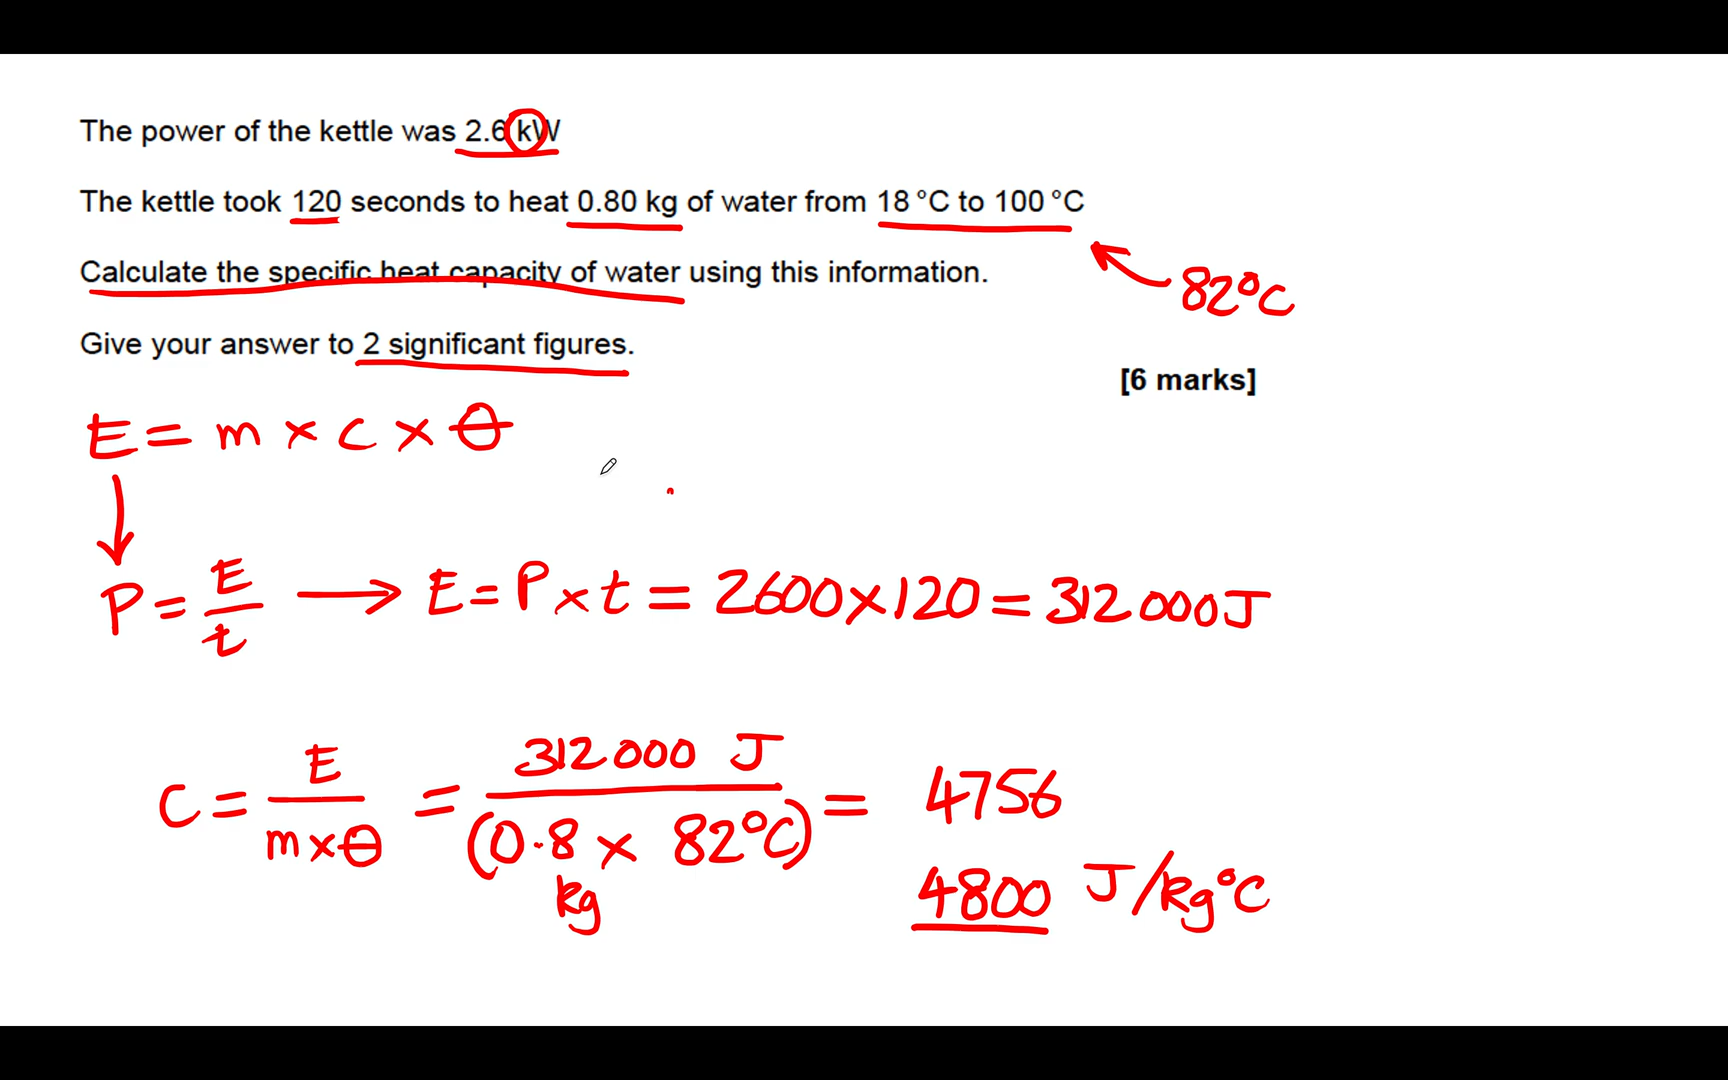 The power of the kettle was 2.6 kW
The kettle took 120 seconds to heat 0.80 kg of water from 18 °C to 100 °C
Calculate the specific heat capacity of water using this information.
82°C
Give your answer to 2 significant figures.
[6 marks]
E = m × c × θ
P = E/t → E = P × t = 2600 × 120 = 312000 J
C = E/(m × θ) = 312000 J/(0.8 kg × 82°C) = 4756
4800 J/kg°C